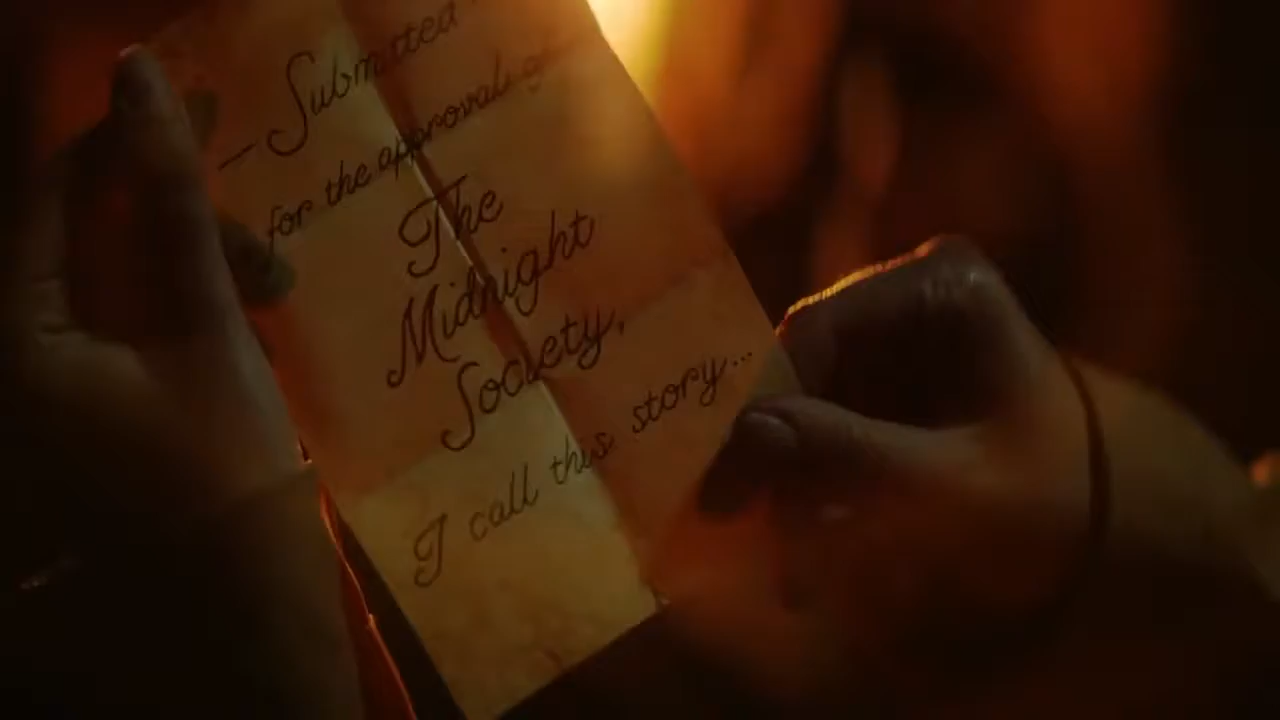 - Submitted
for the approval of
The
Midnight
Society,
I call this story...